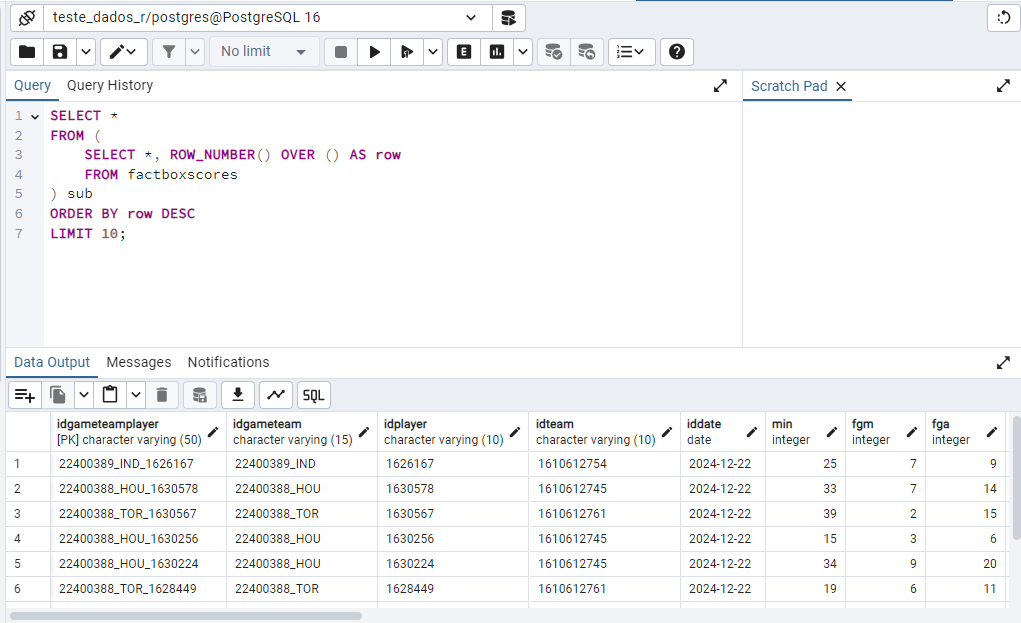 teste_dados_r/postgres@PostgreSQL 16
No limit
E
Query Query History
Scratch Pad
1 SELECT *
2 FROM (
3 SELECT *, ROW_NUMBER() OVER () AS row
4 FROM factboxscores
5 ) sub
6 ORDER BY row DESC
7 LIMIT 10;
Data Output Messages Notifications
SQL
idgameteamplayer idgameteam idplayer idteam iddate min fgm fga
[PK] character varying (50) character varying (15) character varying (10) character varying (10) date integer integer integer
1 22400389_IND_1626167 22400389_IND 1626167 1610612754 2024-12-22 25 7 9
2 22400388_HOU_1630578 22400388_HOU 1630578 1610612745 2024-12-22 33 7 14
3 22400388_TOR_1630567 22400388_TOR 1630567 1610612761 2024-12-22 39 2 15
4 22400388_HOU_1630256 22400388_HOU 1630256 1610612745 2024-12-22 15 3 6
5 22400388_HOU_1630224 22400388_HOU 1630224 1610612745 2024-12-22 34 9 20
6 22400388_TOR_1628449 22400388_TOR 1628449 1610612761 2024-12-22 19 6 11